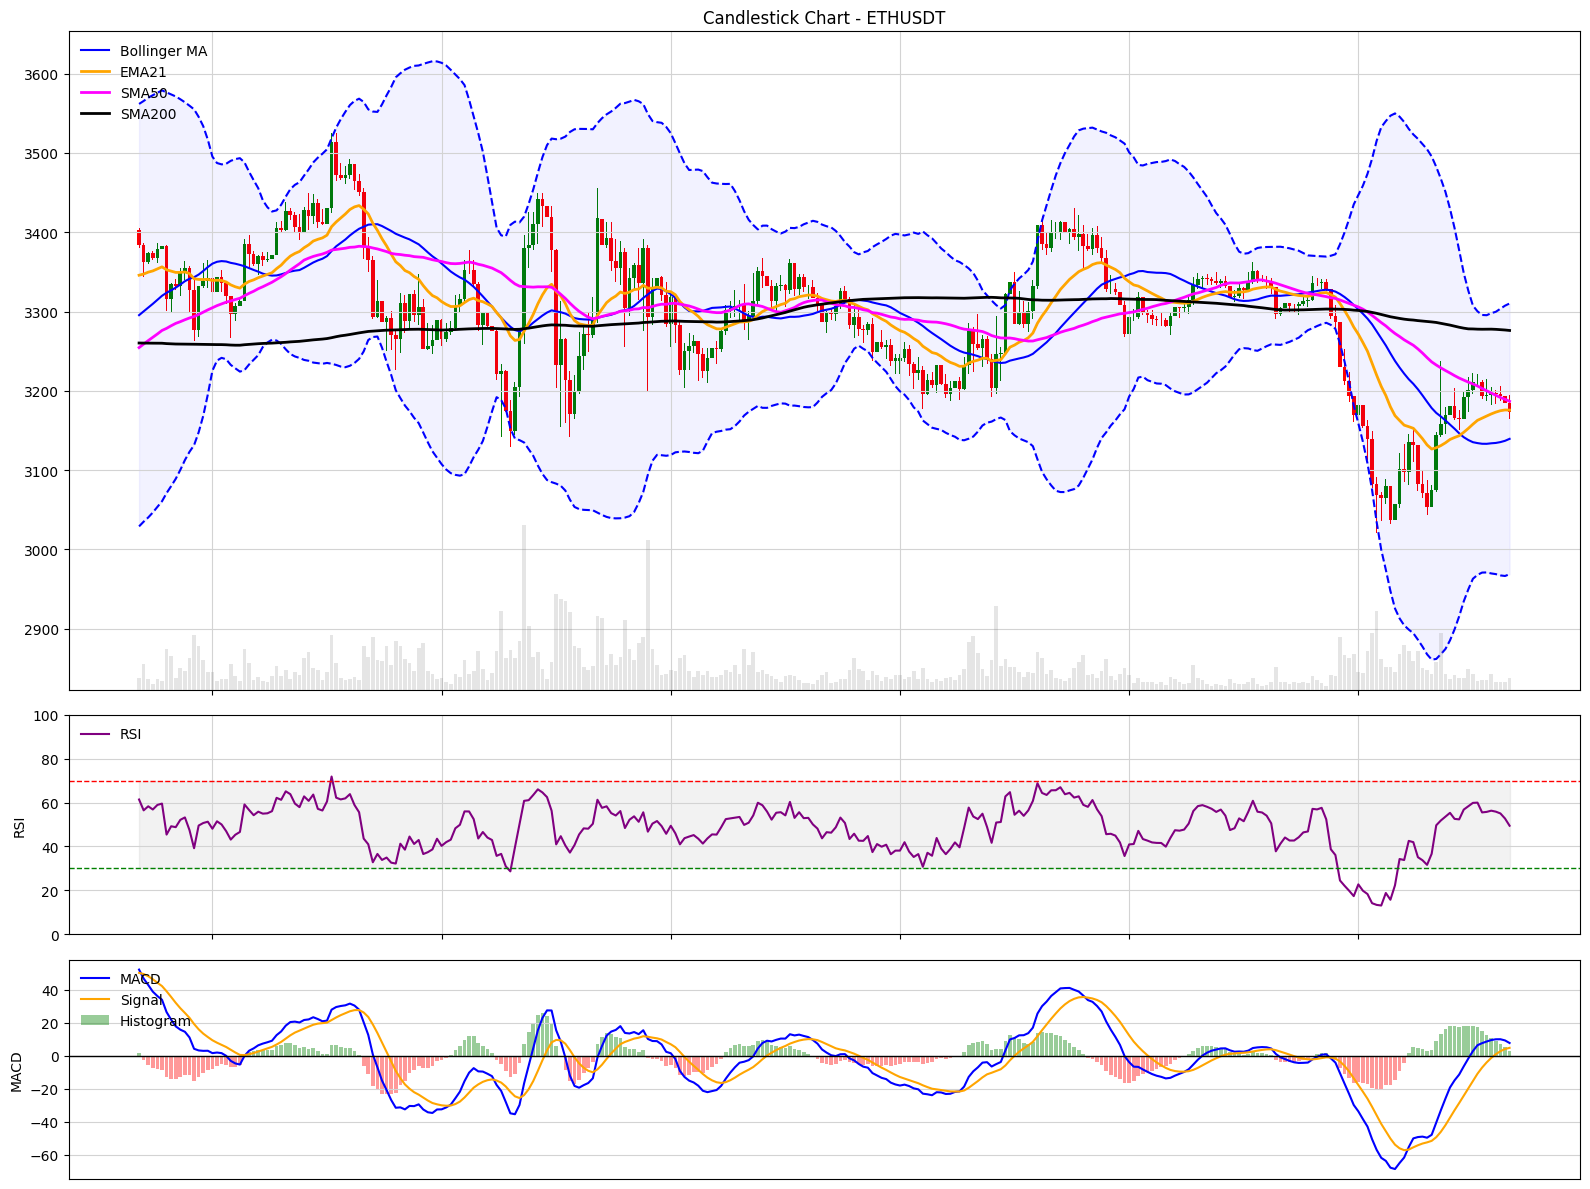 Candlestick Chart - ETHUSDT
Bollinger MA
EMA21
SMA50
SMA200
3600
3500
3400
3300
3200
3100
3000
2900
RSI
RSI
100
80
60
40
20
0
MACD
Signal
Histogram
MACD
40
20
0
−20
−40
−60